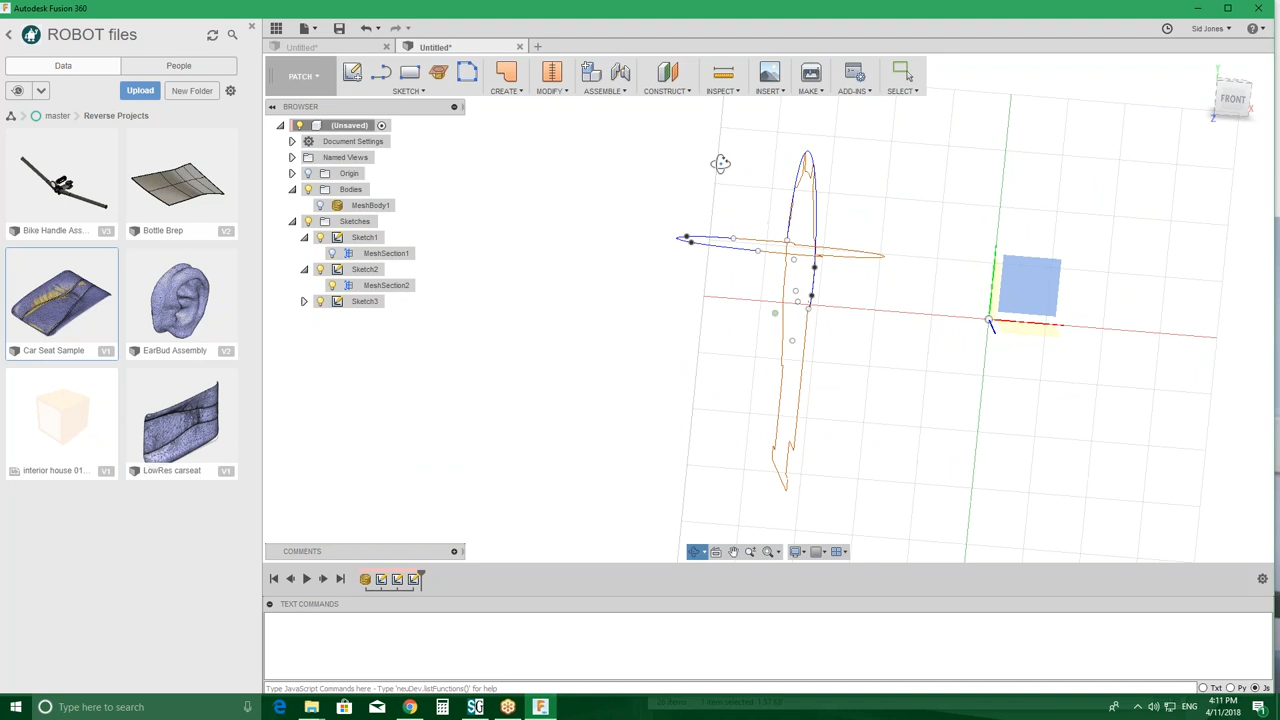 Autodesk Fusion 360
ROBOT files
Data
People
Upload
New Folder
master
Reverse Projects
Bike Handle Ass...
V3
Bottle Brep
V2
Car Seat Sample
V1
EarBud Assembly
V2
interior house 01...
V1
LowRes carseat
V1
Untitled*
Untitled*
Sid Jones
PATCH
SKETCH
CREATE
MODIFY
ASSEMBLE
CONSTRUCT
INSPECT
INSERT
MAKE
ADD-INS
SELECT
BROWSER
(Unsaved)
Document Settings
Named Views
Origin
Bodies
MeshBody1
Sketches
Sketch1
MeshSection1
Sketch2
MeshSection2
Sketch3
Y
FRONT
X
Z
COMMENTS
TEXT COMMANDS
Type JavaScript Commands here - Type 'neuDev.listFunctions()' for help
Txt
Py
Js
Type here to search
ENG
4:11 PM
4/11/2018